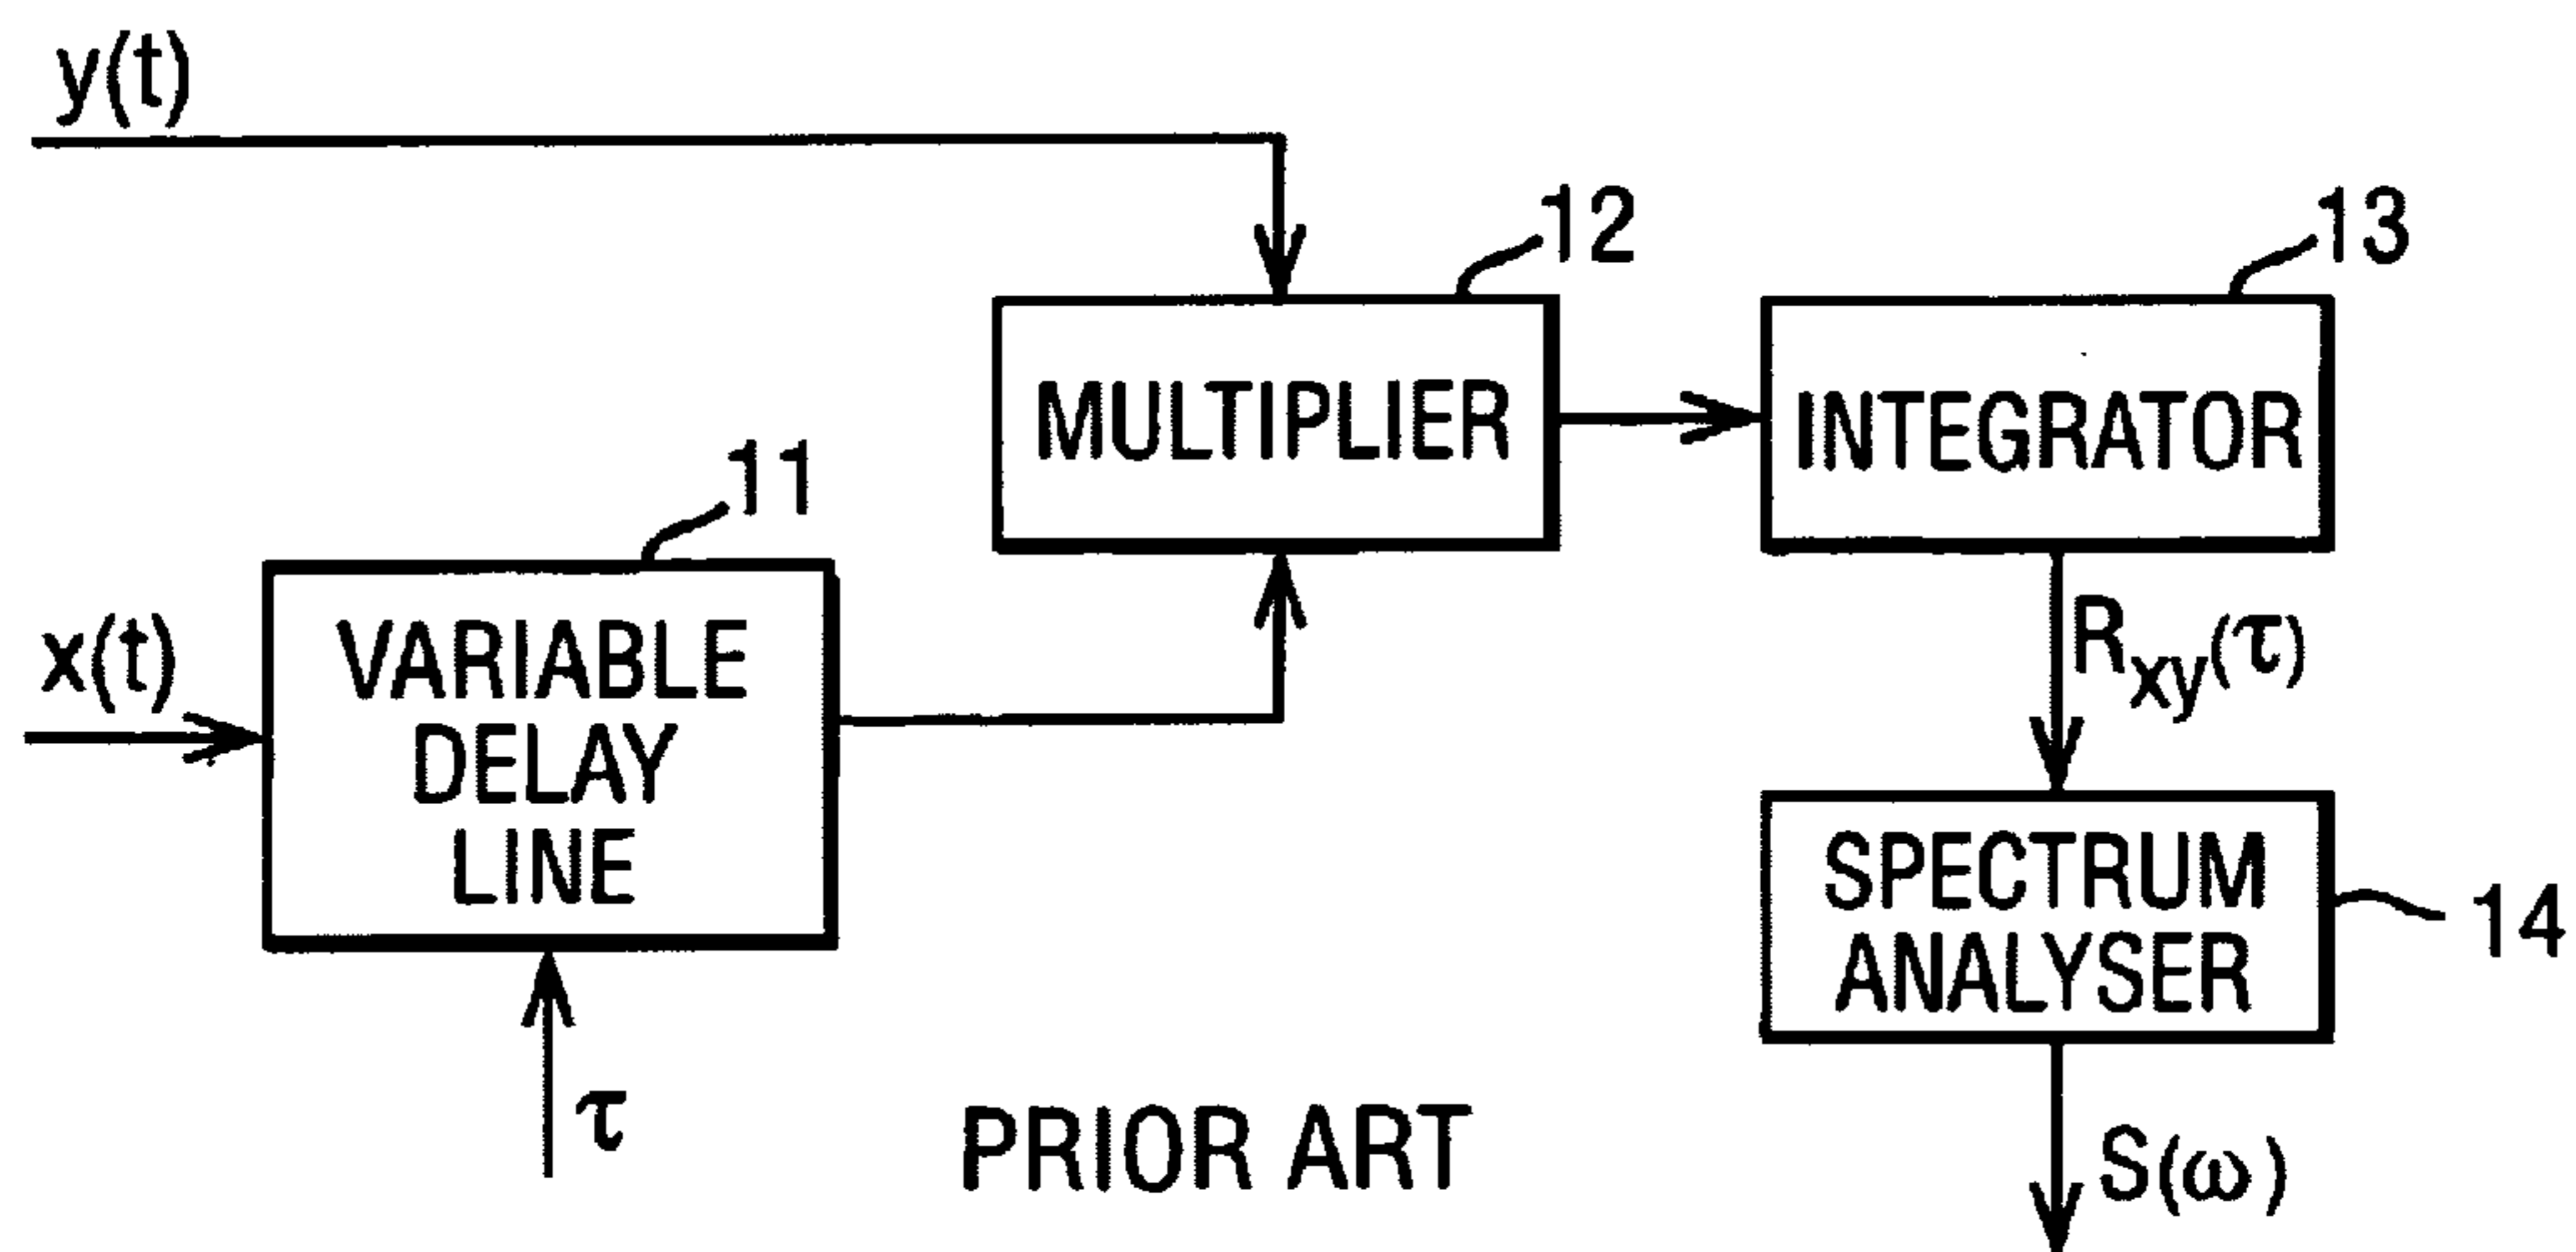 y(t)
12
13
MULTIPLIER
INTEGRATOR
11
x(t)
VARIABLE
DELAY
LINE
Rxy(τ)
SPECTRUM
ANALYSER
14
τ
PRIOR ART
S(ω)